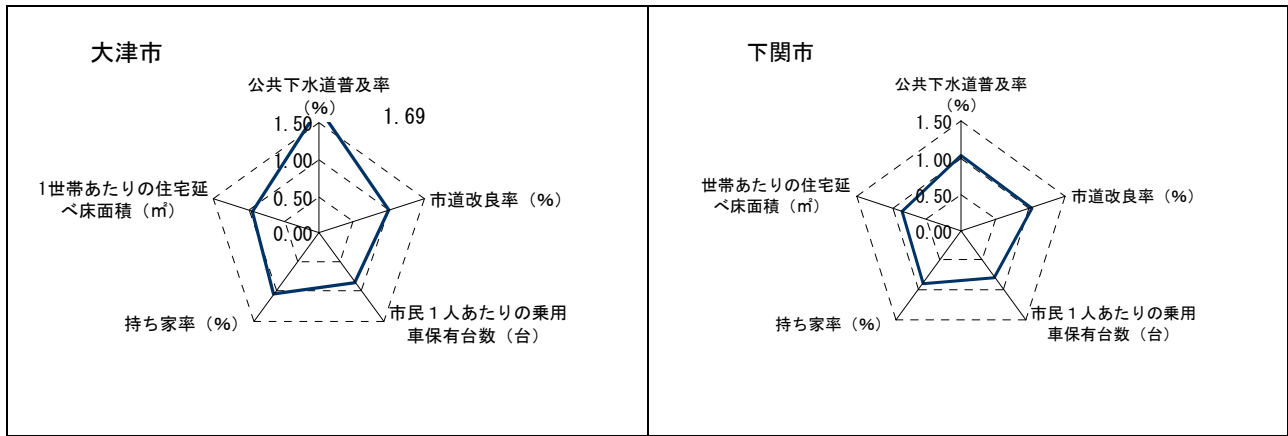 大津市
公共下水道普及率
（%）
1.69
1.50
1.00
0.50
0.00
1世帯あたりの住宅延
べ床面積（㎡）
市道改良率（%）
持ち家率（%）
市民１人あたりの乗用
車保有台数（台）
下関市
公共下水道普及率
（%）
1.50
1.00
0.50
0.00
世帯あたりの住宅延
べ床面積（㎡）
市道改良率（%）
持ち家率（%）
市民１人あたりの乗用
車保有台数（台）